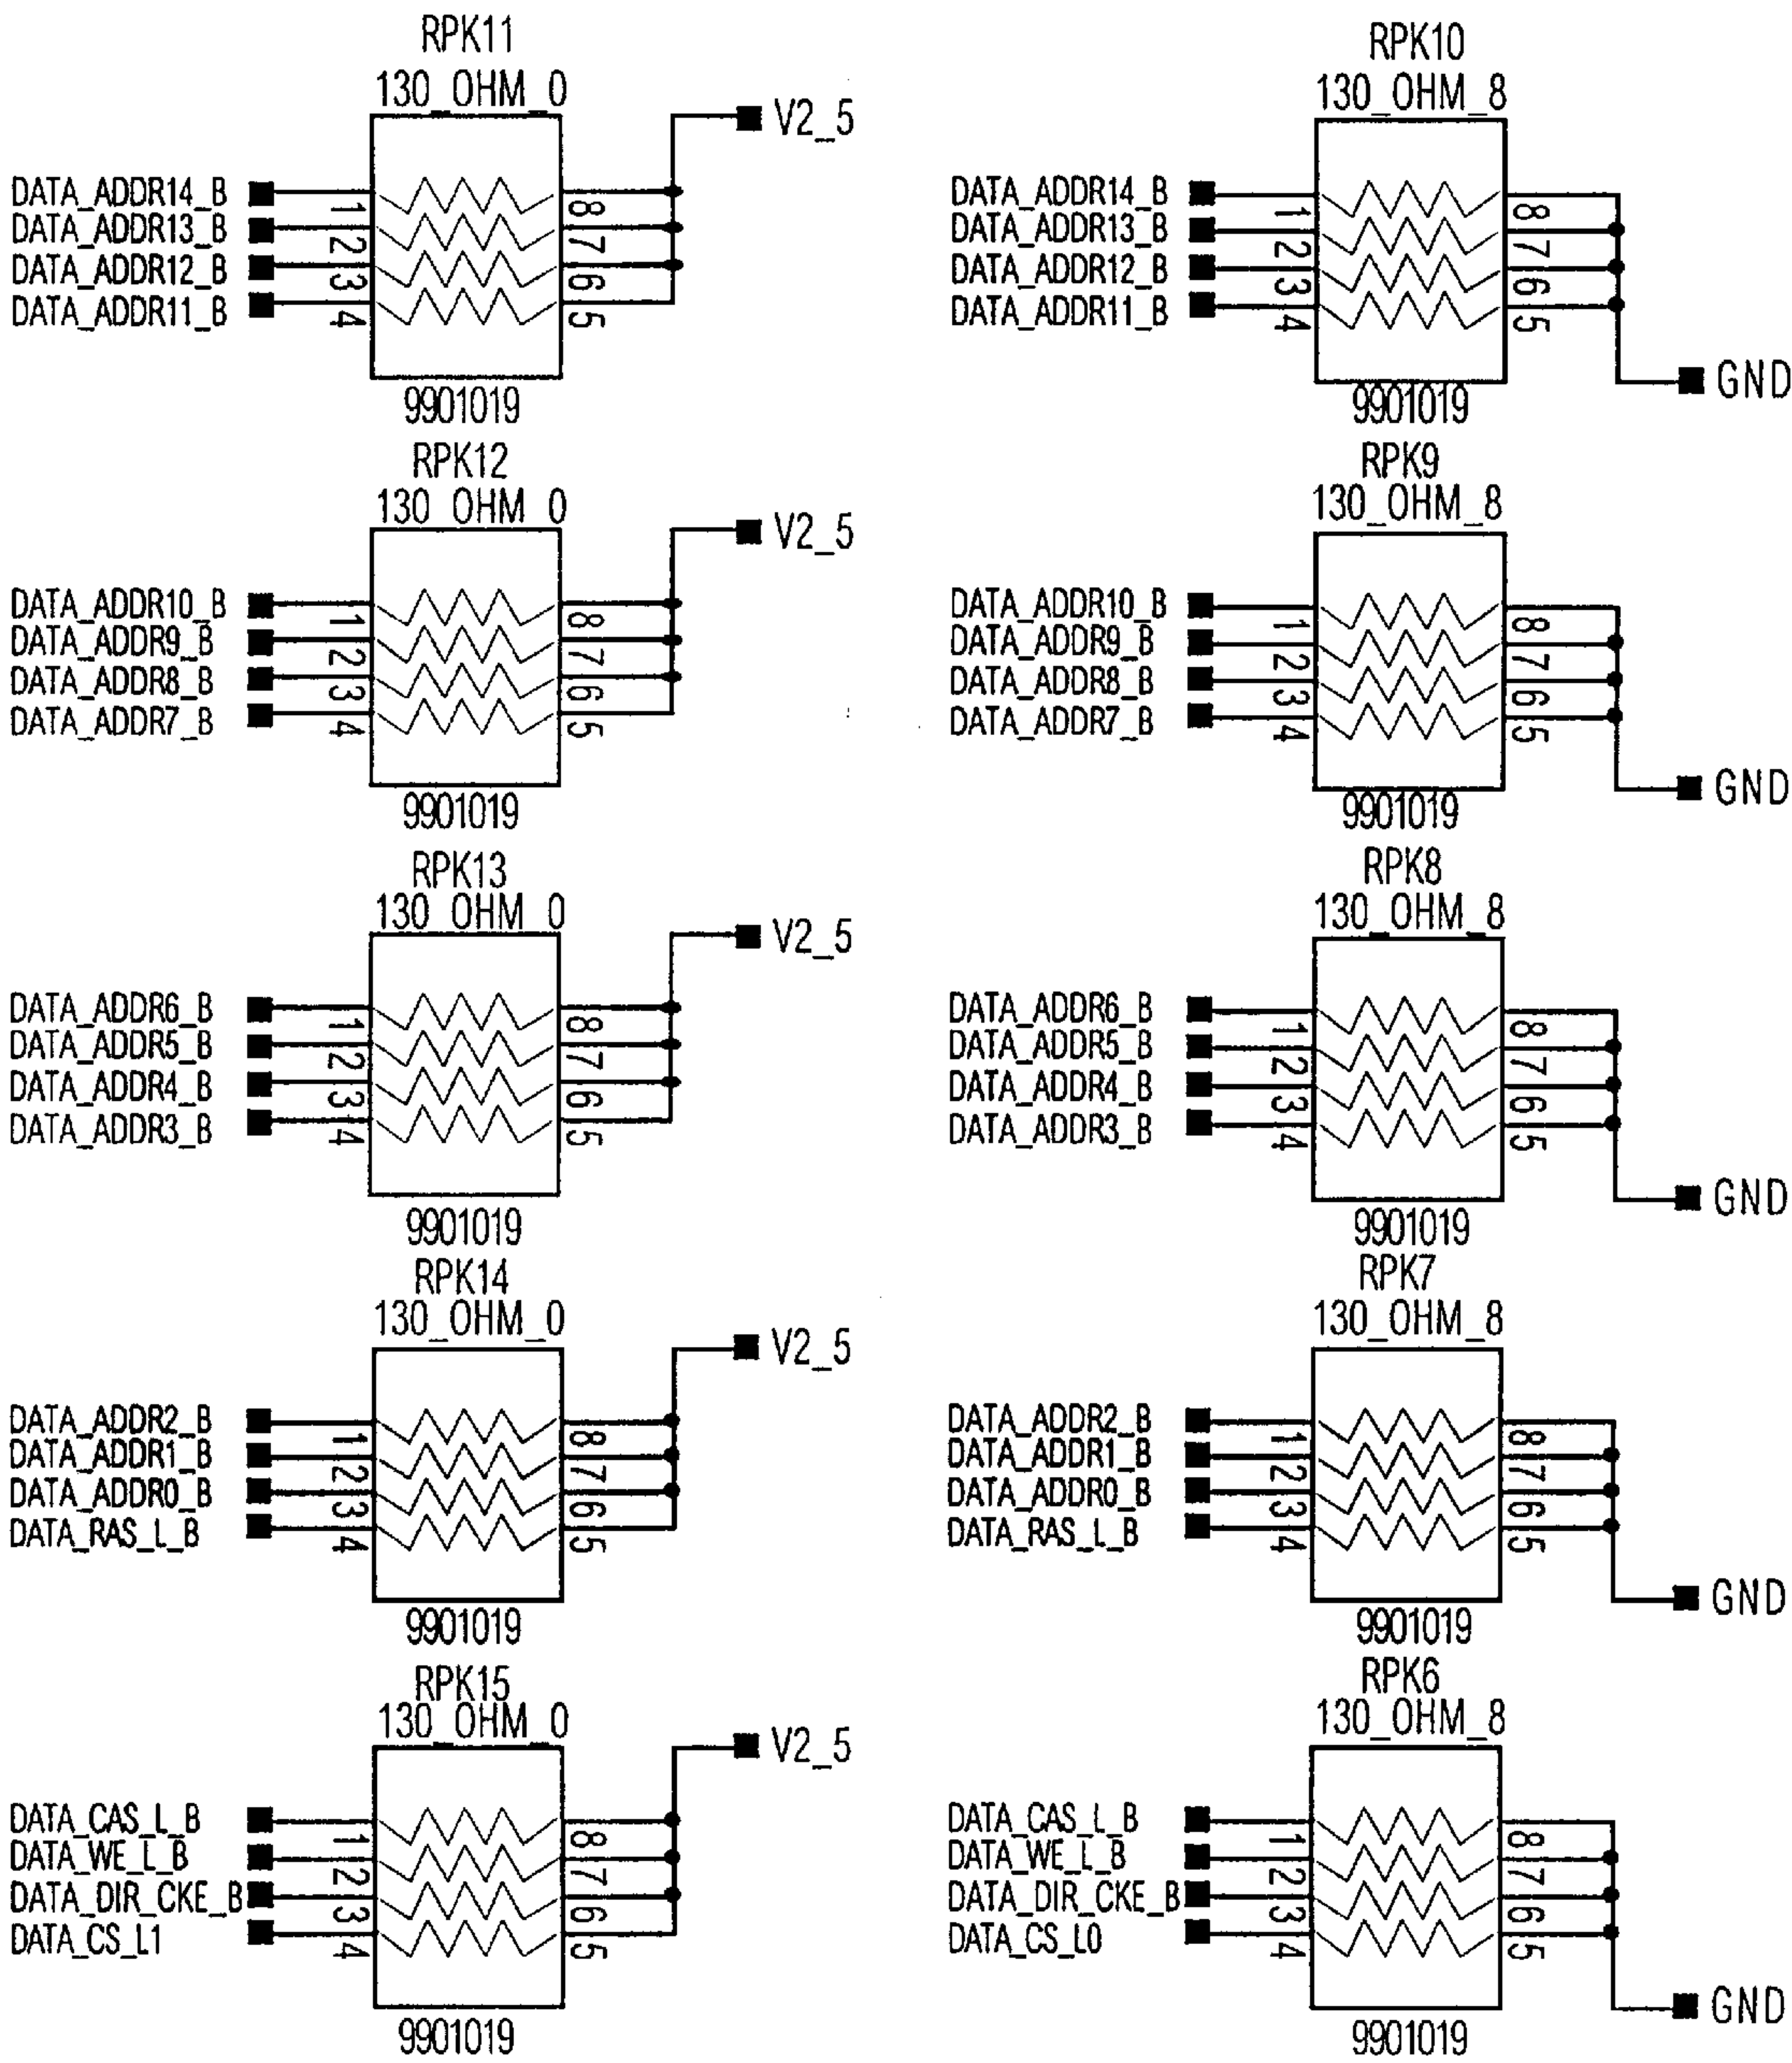 RPK11
130_OHM_0
V2_5
DATA_ADDR14_B 1 8
DATA_ADDR13_B 2 7
DATA_ADDR12_B 3 6
DATA_ADDR11_B 4 5
9901019
RPK12
130_OHM_0
V2_5
DATA_ADDR10_B 1 8
DATA_ADDR9_B 2 7
DATA_ADDR8_B 3 6
DATA_ADDR7_B 4 5
9901019
RPK13
130_OHM_0
V2_5
DATA_ADDR6_B 1 8
DATA_ADDR5_B 2 7
DATA_ADDR4_B 3 6
DATA_ADDR3_B 4 5
9901019
RPK14
130_OHM_0
V2_5
DATA_ADDR2_B 1 8
DATA_ADDR1_B 2 7
DATA_ADDR0_B 3 6
DATA_RAS_L_B 4 5
9901019
RPK15
130_OHM_0
V2_5
DATA_CAS_L_B 1 8
DATA_WE_L_B 2 7
DATA_DIR_CKE_B 3 6
DATA_CS_L1 4 5
9901019
RPK10
130_OHM_8
DATA_ADDR14_B 1 8
DATA_ADDR13_B 2 7
DATA_ADDR12_B 3 6
DATA_ADDR11_B 4 5
GND
9901019
RPK9
130_OHM_8
DATA_ADDR10_B 1 8
DATA_ADDR9_B 2 7
DATA_ADDR8_B 3 6
DATA_ADDR7_B 4 5
GND
9901019
RPK8
130_OHM_8
DATA_ADDR6_B 1 8
DATA_ADDR5_B 2 7
DATA_ADDR4_B 3 6
DATA_ADDR3_B 4 5
GND
9901019
RPK7
130_OHM_8
DATA_ADDR2_B 1 8
DATA_ADDR1_B 2 7
DATA_ADDR0_B 3 6
DATA_RAS_L_B 4 5
GND
9901019
RPK6
130_OHM_8
DATA_CAS_L_B 1 8
DATA_WE_L_B 2 7
DATA_DIR_CKE_B 3 6
DATA_CS_L0 4 5
GND
9901019